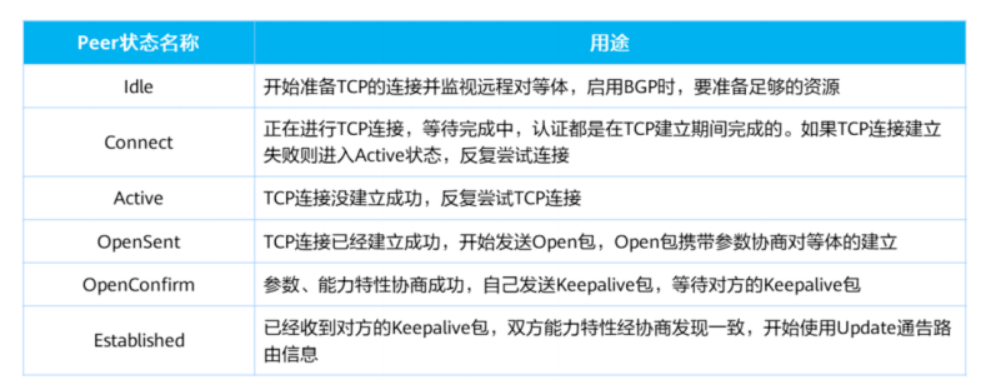 Peer状态名称 用途
Idle 开始准备TCP的连接并监视远程对等体，启用BGP时，要准备足够的资源
Connect 正在进行TCP连接，等待完成中，认证都是在TCP建立期间完成的。如果TCP连接建立
失败则进入Active状态，反复尝试连接
Active TCP连接没建立成功，反复尝试TCP连接
OpenSent TCP连接已经建立成功，开始发送Open包，Open包携带参数协商对等体的建立
OpenConfirm 参数、能力特性协商成功，自己发送Keepalive包，等待对方的Keepalive包
Established 已经收到对方的Keepalive包，双方能力特性经协商发现一致，开始使用Update通告路
由信息